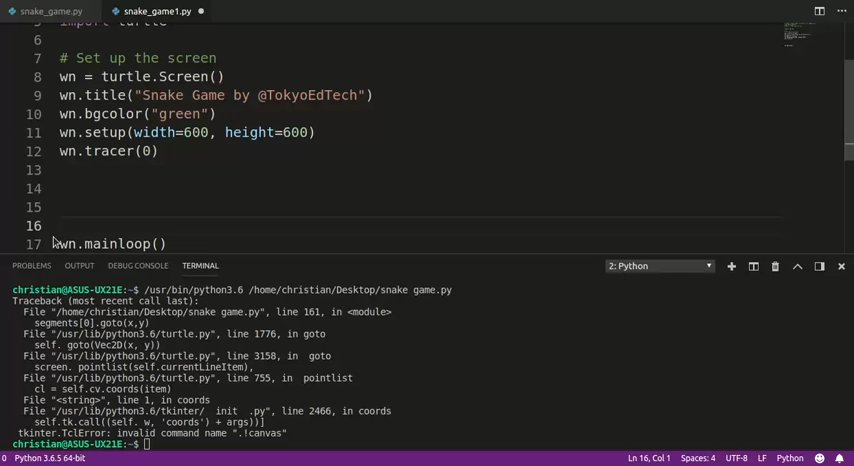 snake_game.py snake_game1.py
5 import turtle
6
7 # Set up the screen
8 wn = turtle.Screen()
9 wn.title("Snake Game by @TokyoEdTech")
10 wn.bgcolor("green")
11 wn.setup(width=600, height=600)
12 wn.tracer(0)
13
14
15
16
17 wn.mainloop()
PROBLEMS OUTPUT DEBUG CONSOLE TERMINAL 2: Python
christian@ASUS-UX21E:~$ /usr/bin/python3.6 /home/christian/Desktop/snake game.py
Traceback (most recent call last):
File "/home/christian/Desktop/snake game.py", line 161, in <module>
segments[0].goto(x,y)
File "/usr/lib/python3.6/turtle.py", line 1776, in goto
self. goto(Vec2D(x, y))
File "/usr/lib/python3.6/turtle.py", line 3158, in  goto
screen. pointlist(self.currentLineItem),
File "/usr/lib/python3.6/turtle.py", line 755, in  pointlist
cl = self.cv.coords(item)
File "<string>", line 1, in coords
File "/usr/lib/python3.6/tkinter/  init  .py", line 2466, in coords
self.tk.call((self. w, 'coords') + args))]
tkinter.TclError: invalid command name ".!canvas"
christian@ASUS-UX21E:~$
0 Python 3.6.5 64-bit Ln 16, Col 1 Spaces: 4 UTF-8 LF Python